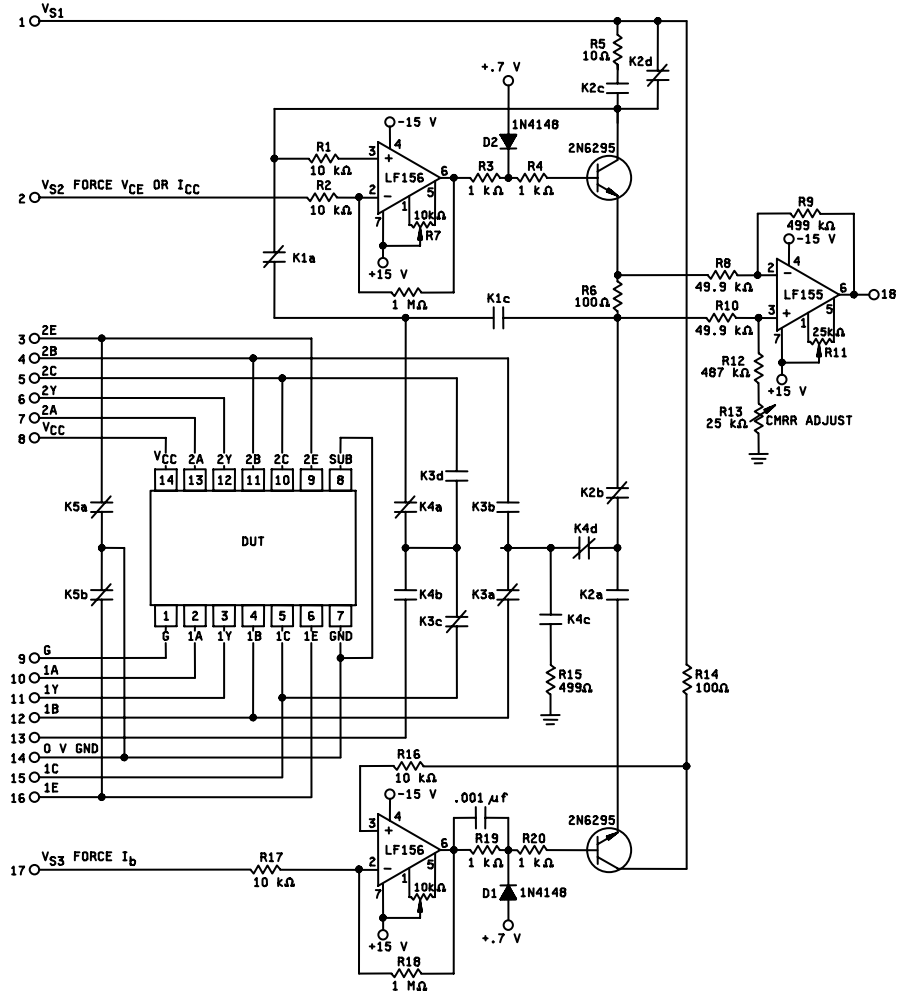 1 VS1
R5
10Ω
K2d
K2c
+.7 V
1N4148
D2
2N6295
-15 V
4
3
+
R1
10 kΩ
LF156
6
R3
1 kΩ
R4
1 kΩ
2 VS2 FORCE VCE OR ICC
R2
10 kΩ
2
−
5
1
10kΩ
R7
7
+15 V
1 MΩ
K1a
K1c
R6
100Ω
R9
499 kΩ
-15 V
4
R8
49.9 kΩ
2
−
LF155
6
18
R10
49.9 kΩ
3
+
5
1
25kΩ
R11
7
+15 V
R12
487 kΩ
R13
25 kΩ
CMRR ADJUST
3 2E
4 2B
5 2C
6 2Y
7 2A
8 VCC
VCC 2A 2Y 2B 2C 2E SUB
14 13 12 11 10 9 8
DUT
1 2 3 4 5 6 7
G 1A 1Y 1B 1C 1E GND
K5a
K5b
K3d
K4a
K3b
K2b
K4d
K4b
K3a
K2a
K3c
K4c
R15
499Ω
R14
100Ω
9 G
10 1A
11 1Y
12 1B
13
14 0 V GND
15 1C
16 1E
R16
10 kΩ
-15 V
4
3
+
.001 µf
LF156
6
R19
1 kΩ
R20
1 kΩ
2N6295
17 VS3 FORCE Ib
R17
10 kΩ
2
−
5
1
10kΩ
7
D1
1N4148
+15 V
+.7 V
R18
1 MΩ